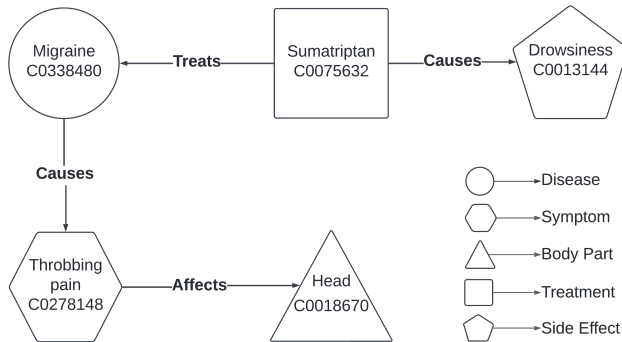 Migraine
C0338480
Treats
Sumatriptan
C0075632
Causes
Drowsiness
C0013144
Causes
Throbbing
pain
C0278148
Affects
Head
C0018670
Disease
Symptom
Body Part
Treatment
Side Effect